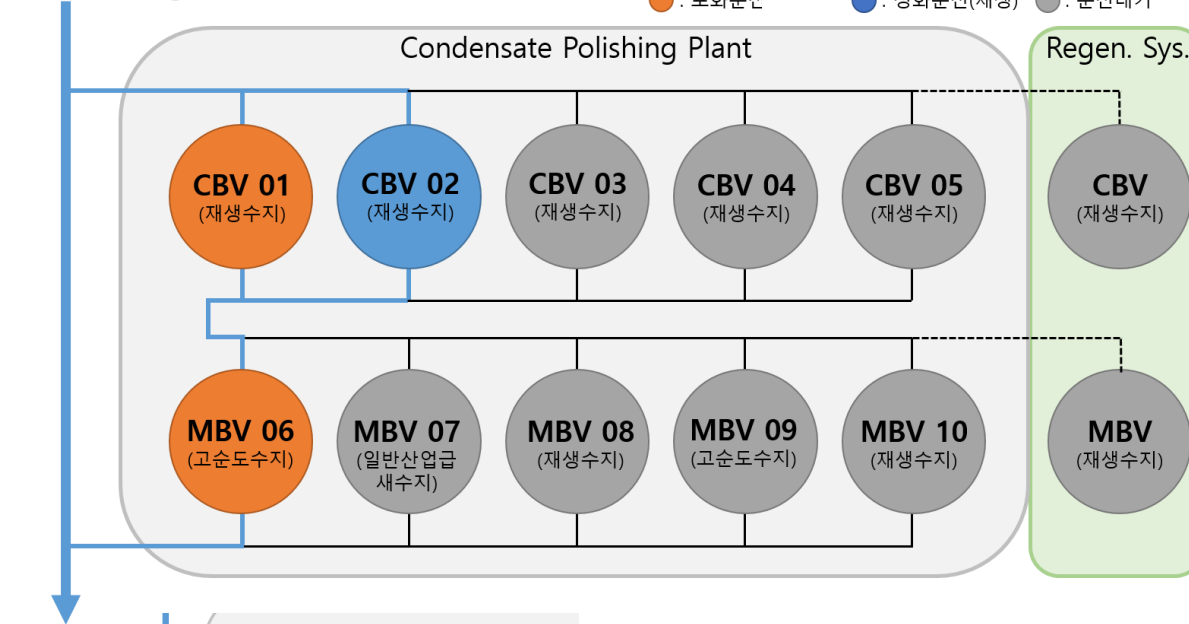 Condensate Polishing Plant
Regen. Sys.
CBV 01
(재생수지)
CBV 02
(재생수지)
CBV 03
(재생수지)
CBV 04
(재생수지)
CBV 05
(재생수지)
CBV
(재생수지)
MBV 06
(고순도수지)
MBV 07
(일반산업급
새수지)
MBV 08
(재생수지)
MBV 09
(고순도수지)
MBV 10
(재생수지)
MBV
(재생수지)